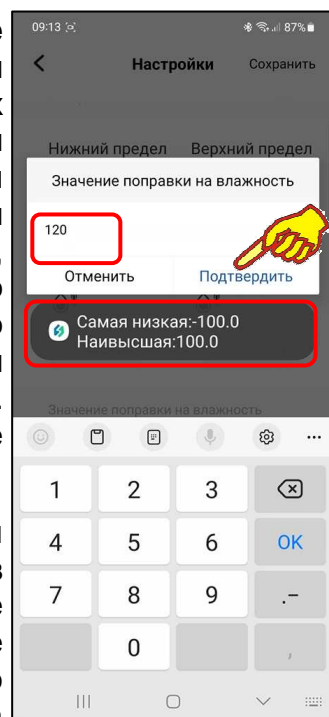 09:13 87%
Настройки Сохранить
Нижний предел Верхний предел
Значение поправки на влажность
120
Отменить Подтвердить
Самая низкая:-100.0
Наивысшая:100.0
Значение поправки на влажность
1 2 3
4 5 6 OK
7 8 9 .-
0 ,